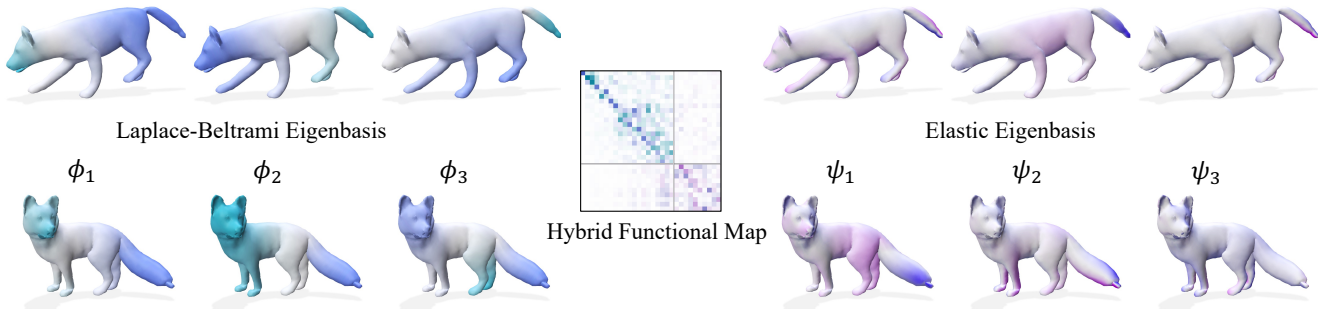 Laplace-Beltrami Eigenbasis
Elastic Eigenbasis
ϕ₁ ϕ₂ ϕ₃
ψ₁ ψ₂ ψ₃
Hybrid Functional Map